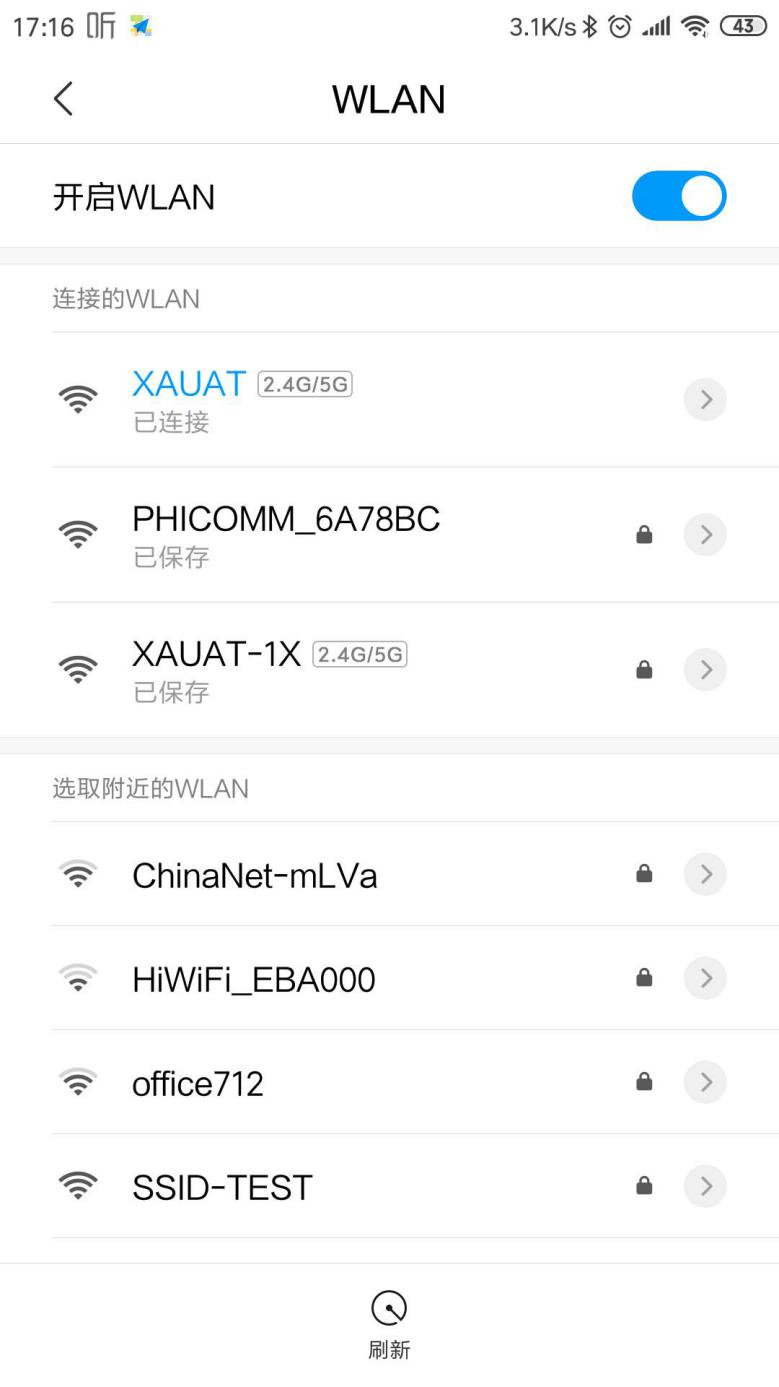 17:16 听 3.1K/s 43
WLAN
开启WLAN
连接的WLAN
XAUAT 2.4G/5G
已连接
PHICOMM_6A78BC
已保存
XAUAT-1X 2.4G/5G
已保存
选取附近的WLAN
ChinaNet-mLVa
HiWiFi_EBA000
office712
SSID-TEST
刷新